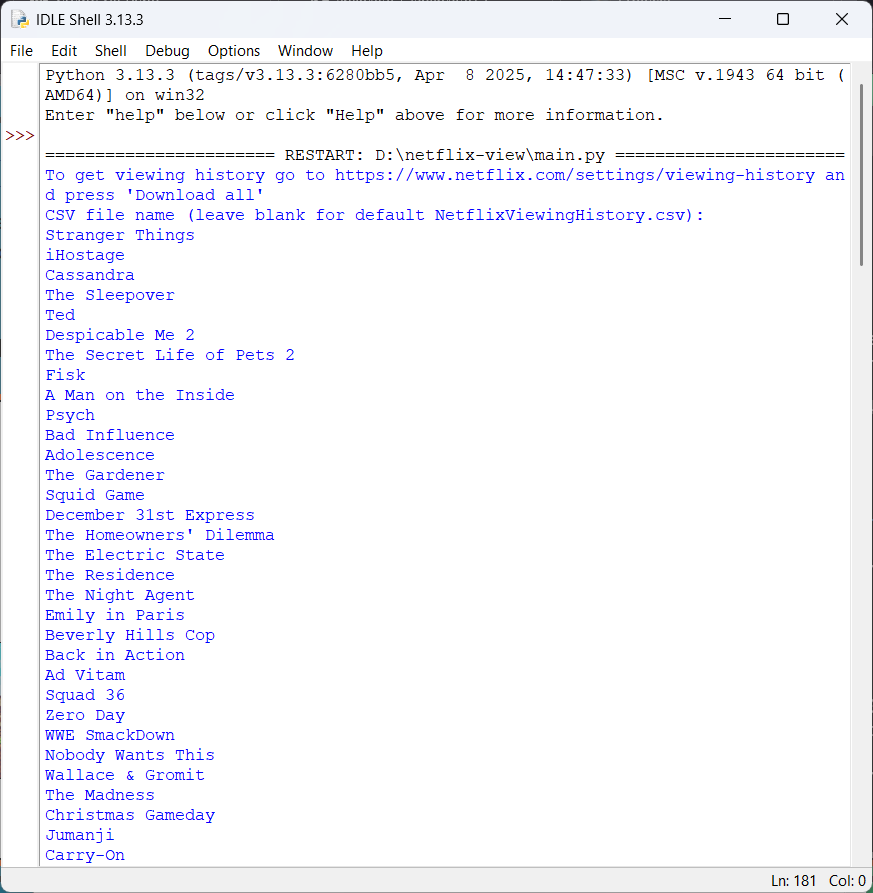 IDLE Shell 3.13.3
File Edit Shell Debug Options Window Help
Python 3.13.3 (tags/v3.13.3:6280bb5, Apr  8 2025, 14:47:33) [MSC v.1943 64 bit (
AMD64)] on win32
Enter "help" below or click "Help" above for more information.
>>>
======================= RESTART: D:\netflix-view\main.py =======================
To get viewing history go to https://www.netflix.com/settings/viewing-history an
d press 'Download all'
CSV file name (leave blank for default NetflixViewingHistory.csv):
Stranger Things
iHostage
Cassandra
The Sleepover
Ted
Despicable Me 2
The Secret Life of Pets 2
Fisk
A Man on the Inside
Psych
Bad Influence
Adolescence
The Gardener
Squid Game
December 31st Express
The Homeowners' Dilemma
The Electric State
The Residence
The Night Agent
Emily in Paris
Beverly Hills Cop
Back in Action
Ad Vitam
Squad 36
Zero Day
WWE SmackDown
Nobody Wants This
Wallace & Gromit
The Madness
Christmas Gameday
Jumanji
Carry-On
Ln: 181 Col: 0